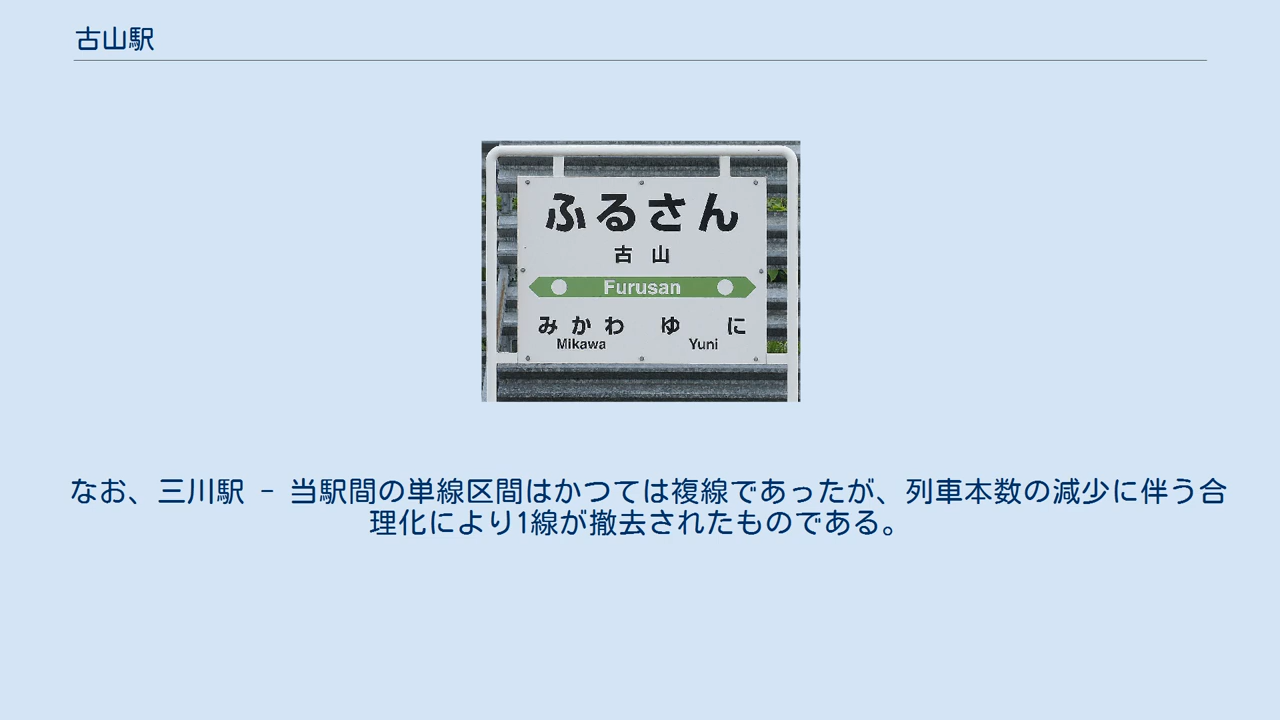 古山駅
ふるさん
古山
Furusan
みかわ ゆに
Mikawa Yuni
なお、三川駅 - 当駅間の単線区間はかつては複線であったが、列車本数の減少に伴う合
理化により1線が撤去されたものである。